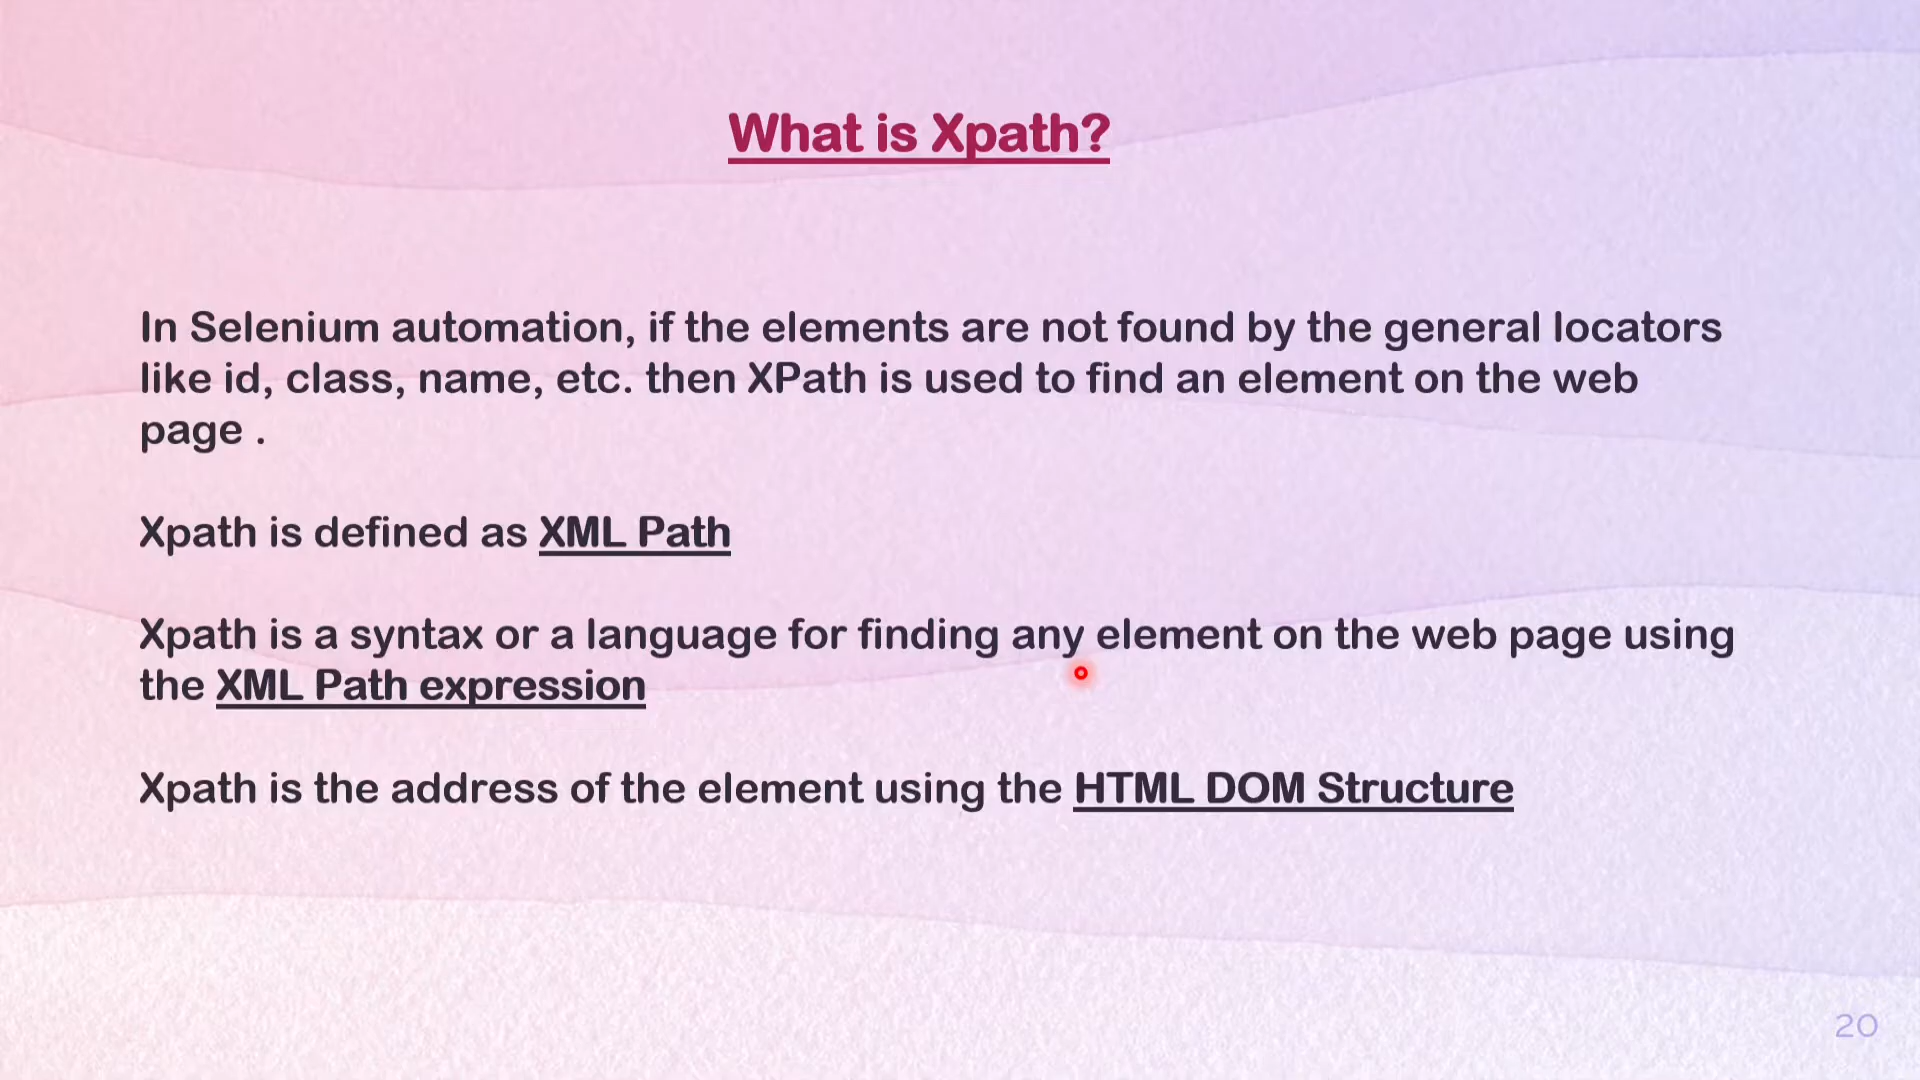 What is Xpath?
In Selenium automation, if the elements are not found by the general locators
like id, class, name, etc. then XPath is used to find an element on the web
page .
Xpath is defined as XML Path
Xpath is a syntax or a language for finding any element on the web page using
the XML Path expression
Xpath is the address of the element using the HTML DOM Structure
20